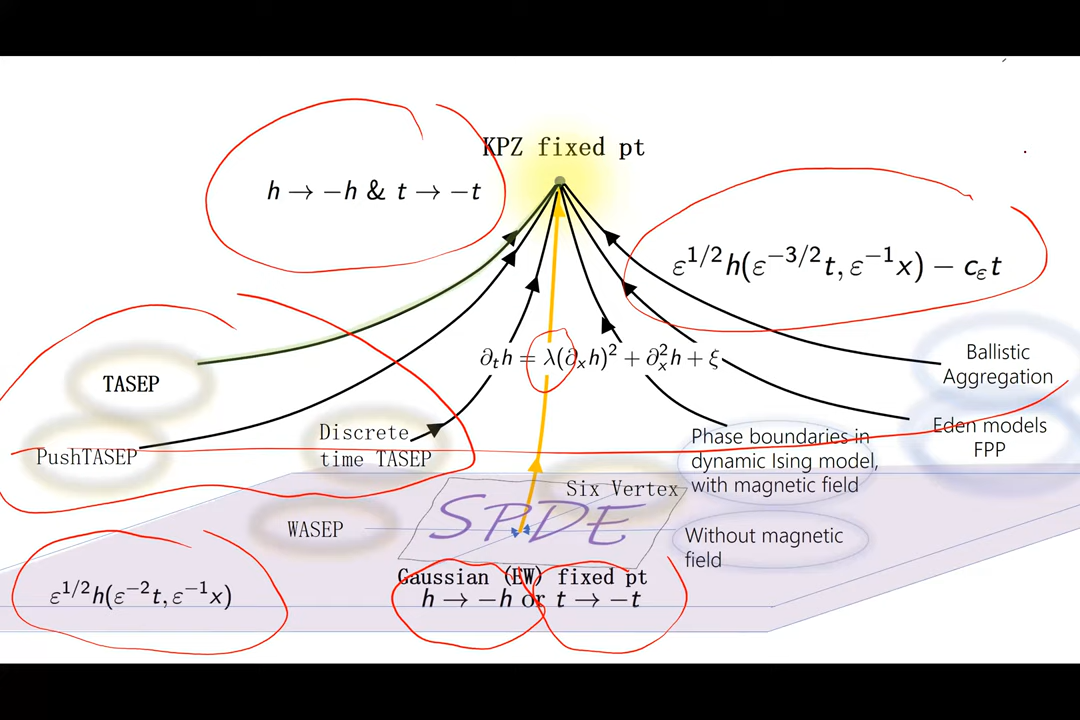 KPZ fixed pt
h → −h & t → −t
ε^{1/2}h(ε^{−3/2}t, ε^{−1}x) − c_ε t
∂_t h = λ(∂_x h)² + ∂_x² h + ξ
TASEP
Ballistic
Aggregation
PushTASEP
Discrete
time TASEP
Phase boundaries in
dynamic Ising model,
with magnetic field
Eden models
FPP
Six Vertex
WASEP
SPDE
Without magnetic
field
Gaussian (EW) fixed pt
h → −h or t → −t
ε^{1/2}h(ε^{−2}t, ε^{−1}x)